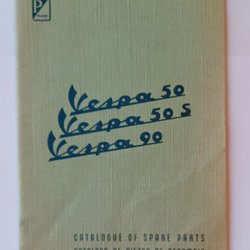 P
Vespa 50
Vespa 50 S
Vespa 90
CATALOGUE OF SPARE PARTS